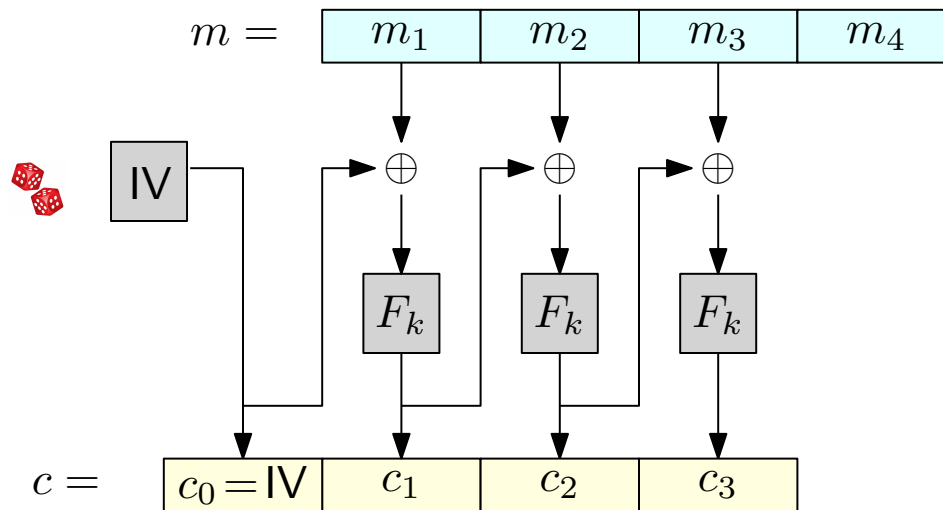 m = m₁ m₂ m₃ m₄
IV
Fₖ Fₖ Fₖ
c = c₀ = IV c₁ c₂ c₃